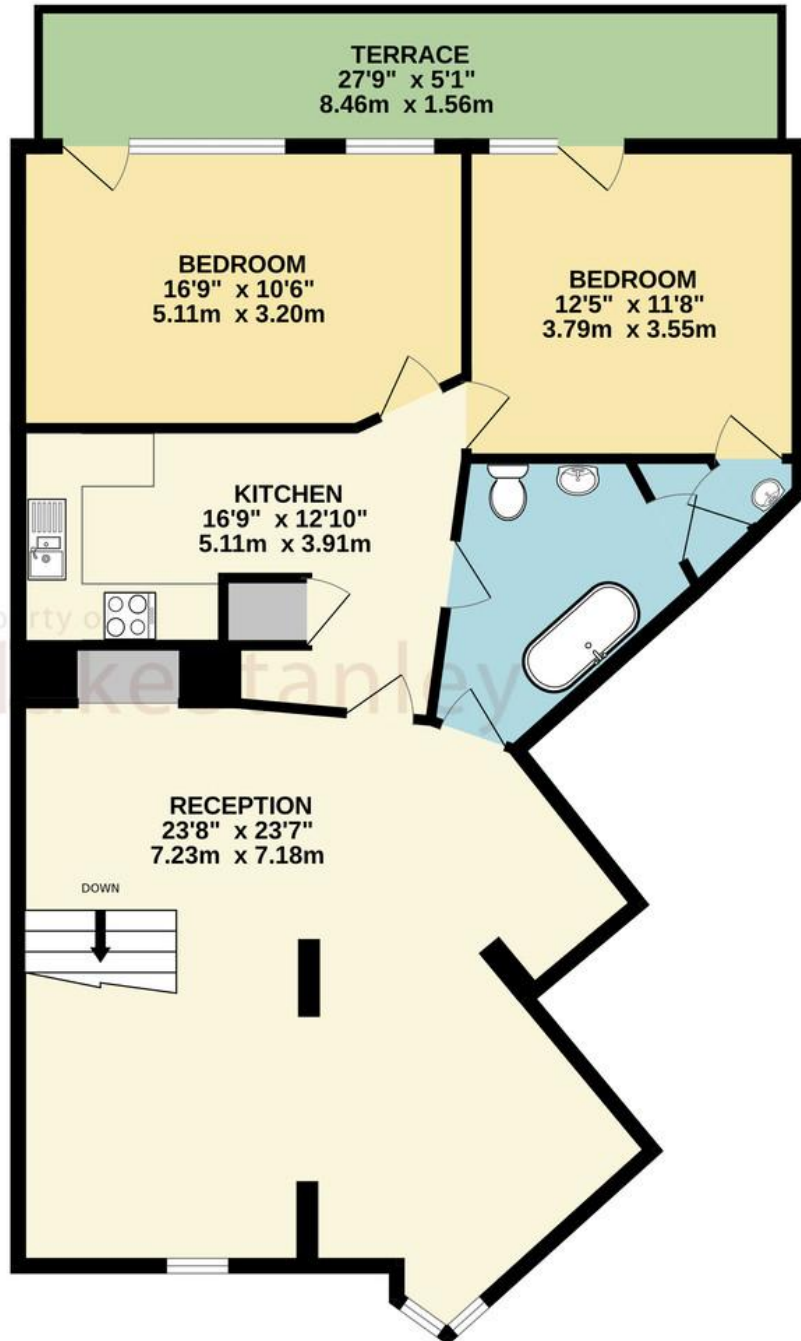 TERRACE
27'9" x 5'1"
8.46m x 1.56m
BEDROOM
16'9" x 10'6"
5.11m x 3.20m
BEDROOM
12'5" x 11'8"
3.79m x 3.55m
KITCHEN
16'9" x 12'10"
5.11m x 3.91m
RECEPTION
23'8" x 23'7"
7.23m x 7.18m
DOWN